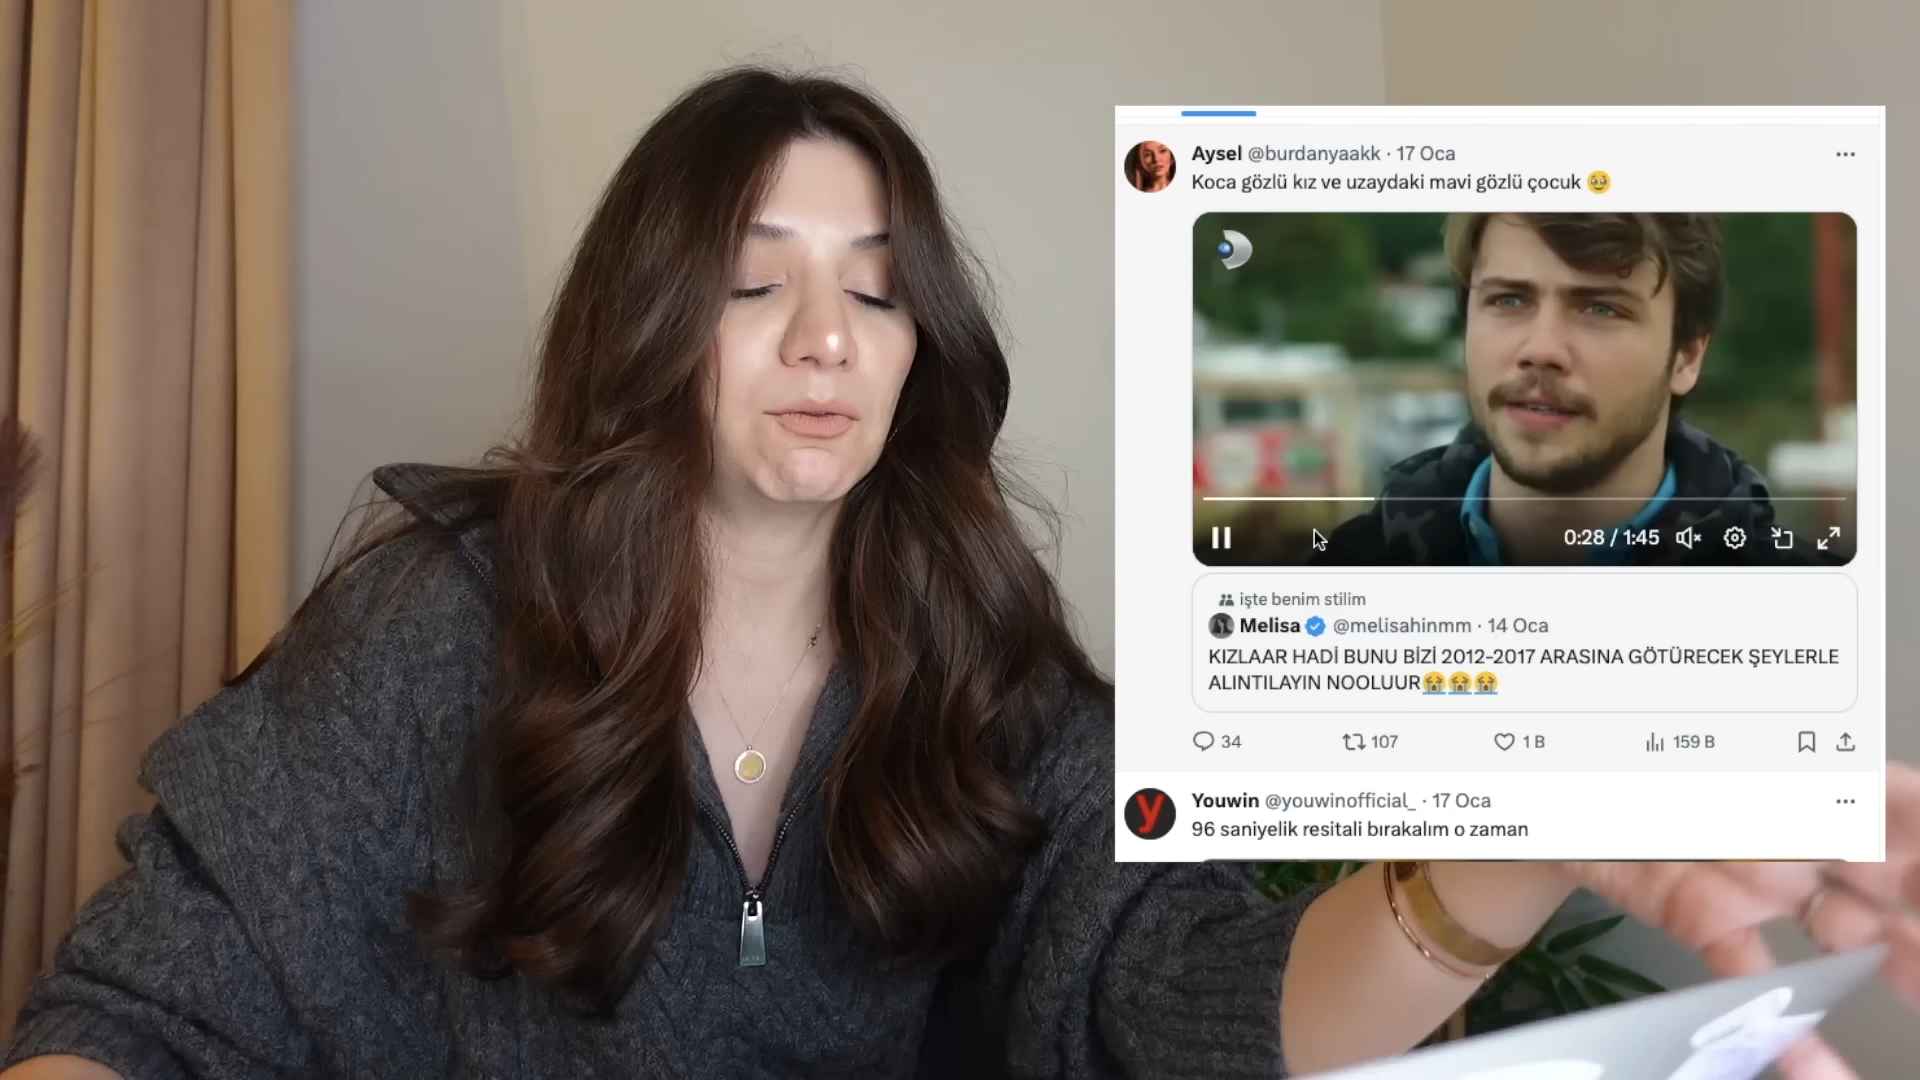 Aysel @burdanyaakk · 17 Oca
Koca gözlü kız ve uzaydaki mavi gözlü çocuk 🥹
0:28 / 1:45
işte benim stilim
Melisa @melisahinmm · 14 Oca
KIZLAAR HADİ BUNU BİZİ 2012-2017 ARASINA GÖTÜRECEK ŞEYLERLE
ALINTILAYIN NOOLUUR😭😭😭
34 107 1 B 159 B
Youwin @youwinofficial_ · 17 Oca
96 saniyelik resitali bırakalım o zaman